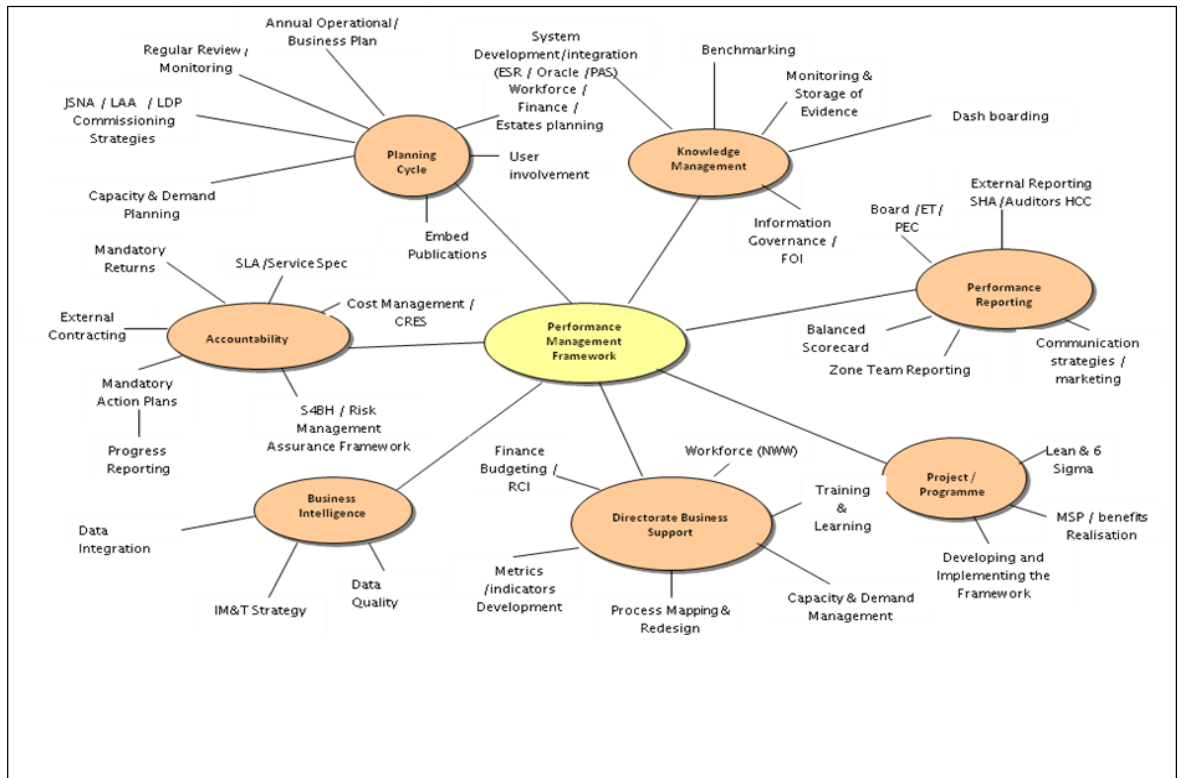 Annual Operational /
Business Plan
Regular Review /
Monitoring
JSNA / LAA / LDP
Commissioning
Strategies
Capacity & Demand
Planning
Planning
Cycle
Workforce /
Finance /
Estates planning
User
involvement
Embed
Publications
System
Development/integration
(ESR / Oracle /PAS)
Benchmarking
Monitoring &
Storage of
Evidence
Dash boarding
Knowledge
Management
Information
Governance /
FOI
Board /ET/
PEC
External Reporting
SHA/Auditors HCC
Performance
Reporting
Balanced
Scorecard
Zone Team Reporting
Communication
strategies /
marketing
Mandatory
Returns
SLA/Service Spec
External
Contracting
Accountability
Cost Management /
CRES
Mandatory
Action Plans
Progress
Reporting
S4BH / Risk
Management
Assurance Framework
Performance
Management
Framework
Business
Intelligence
Data
Integration
IM&T Strategy
Data
Quality
Finance
Budgeting /
RCI
Workforce (NWW)
Training
&
Learning
Directorate Business
Support
Metrics
/indicators
Development
Process Mapping &
Redesign
Capacity & Demand
Management
Project /
Programme
Lean & 6
Sigma
MSP / benefits
Realisation
Developing and
Implementing the
Framework